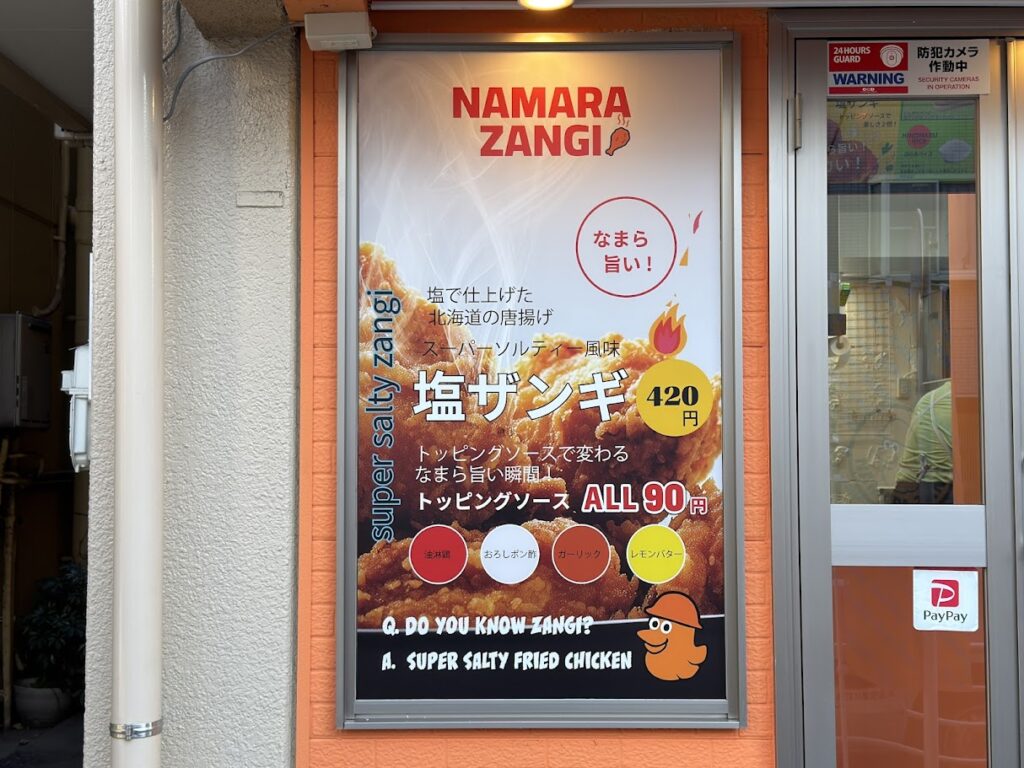 NAMARA
ZANGI
なまら
旨い！
塩で仕上げた
北海道の唐揚げ
スーパーソルティー風味
塩ザンギ
420
円
super salty zangi
トッピングソースで変わる
なまら旨い瞬間！
トッピングソース ALL 90円
油淋鶏
おろしポン酢
ガーリック
レモンバター
Q. DO YOU KNOW ZANGI?
A. SUPER SALTY FRIED CHICKEN
24HOURS
GUARD
WARNING
防犯カメラ
作動中
SECURITY CAMERAS
IN OPERATION
塩ザンギ
PayPay